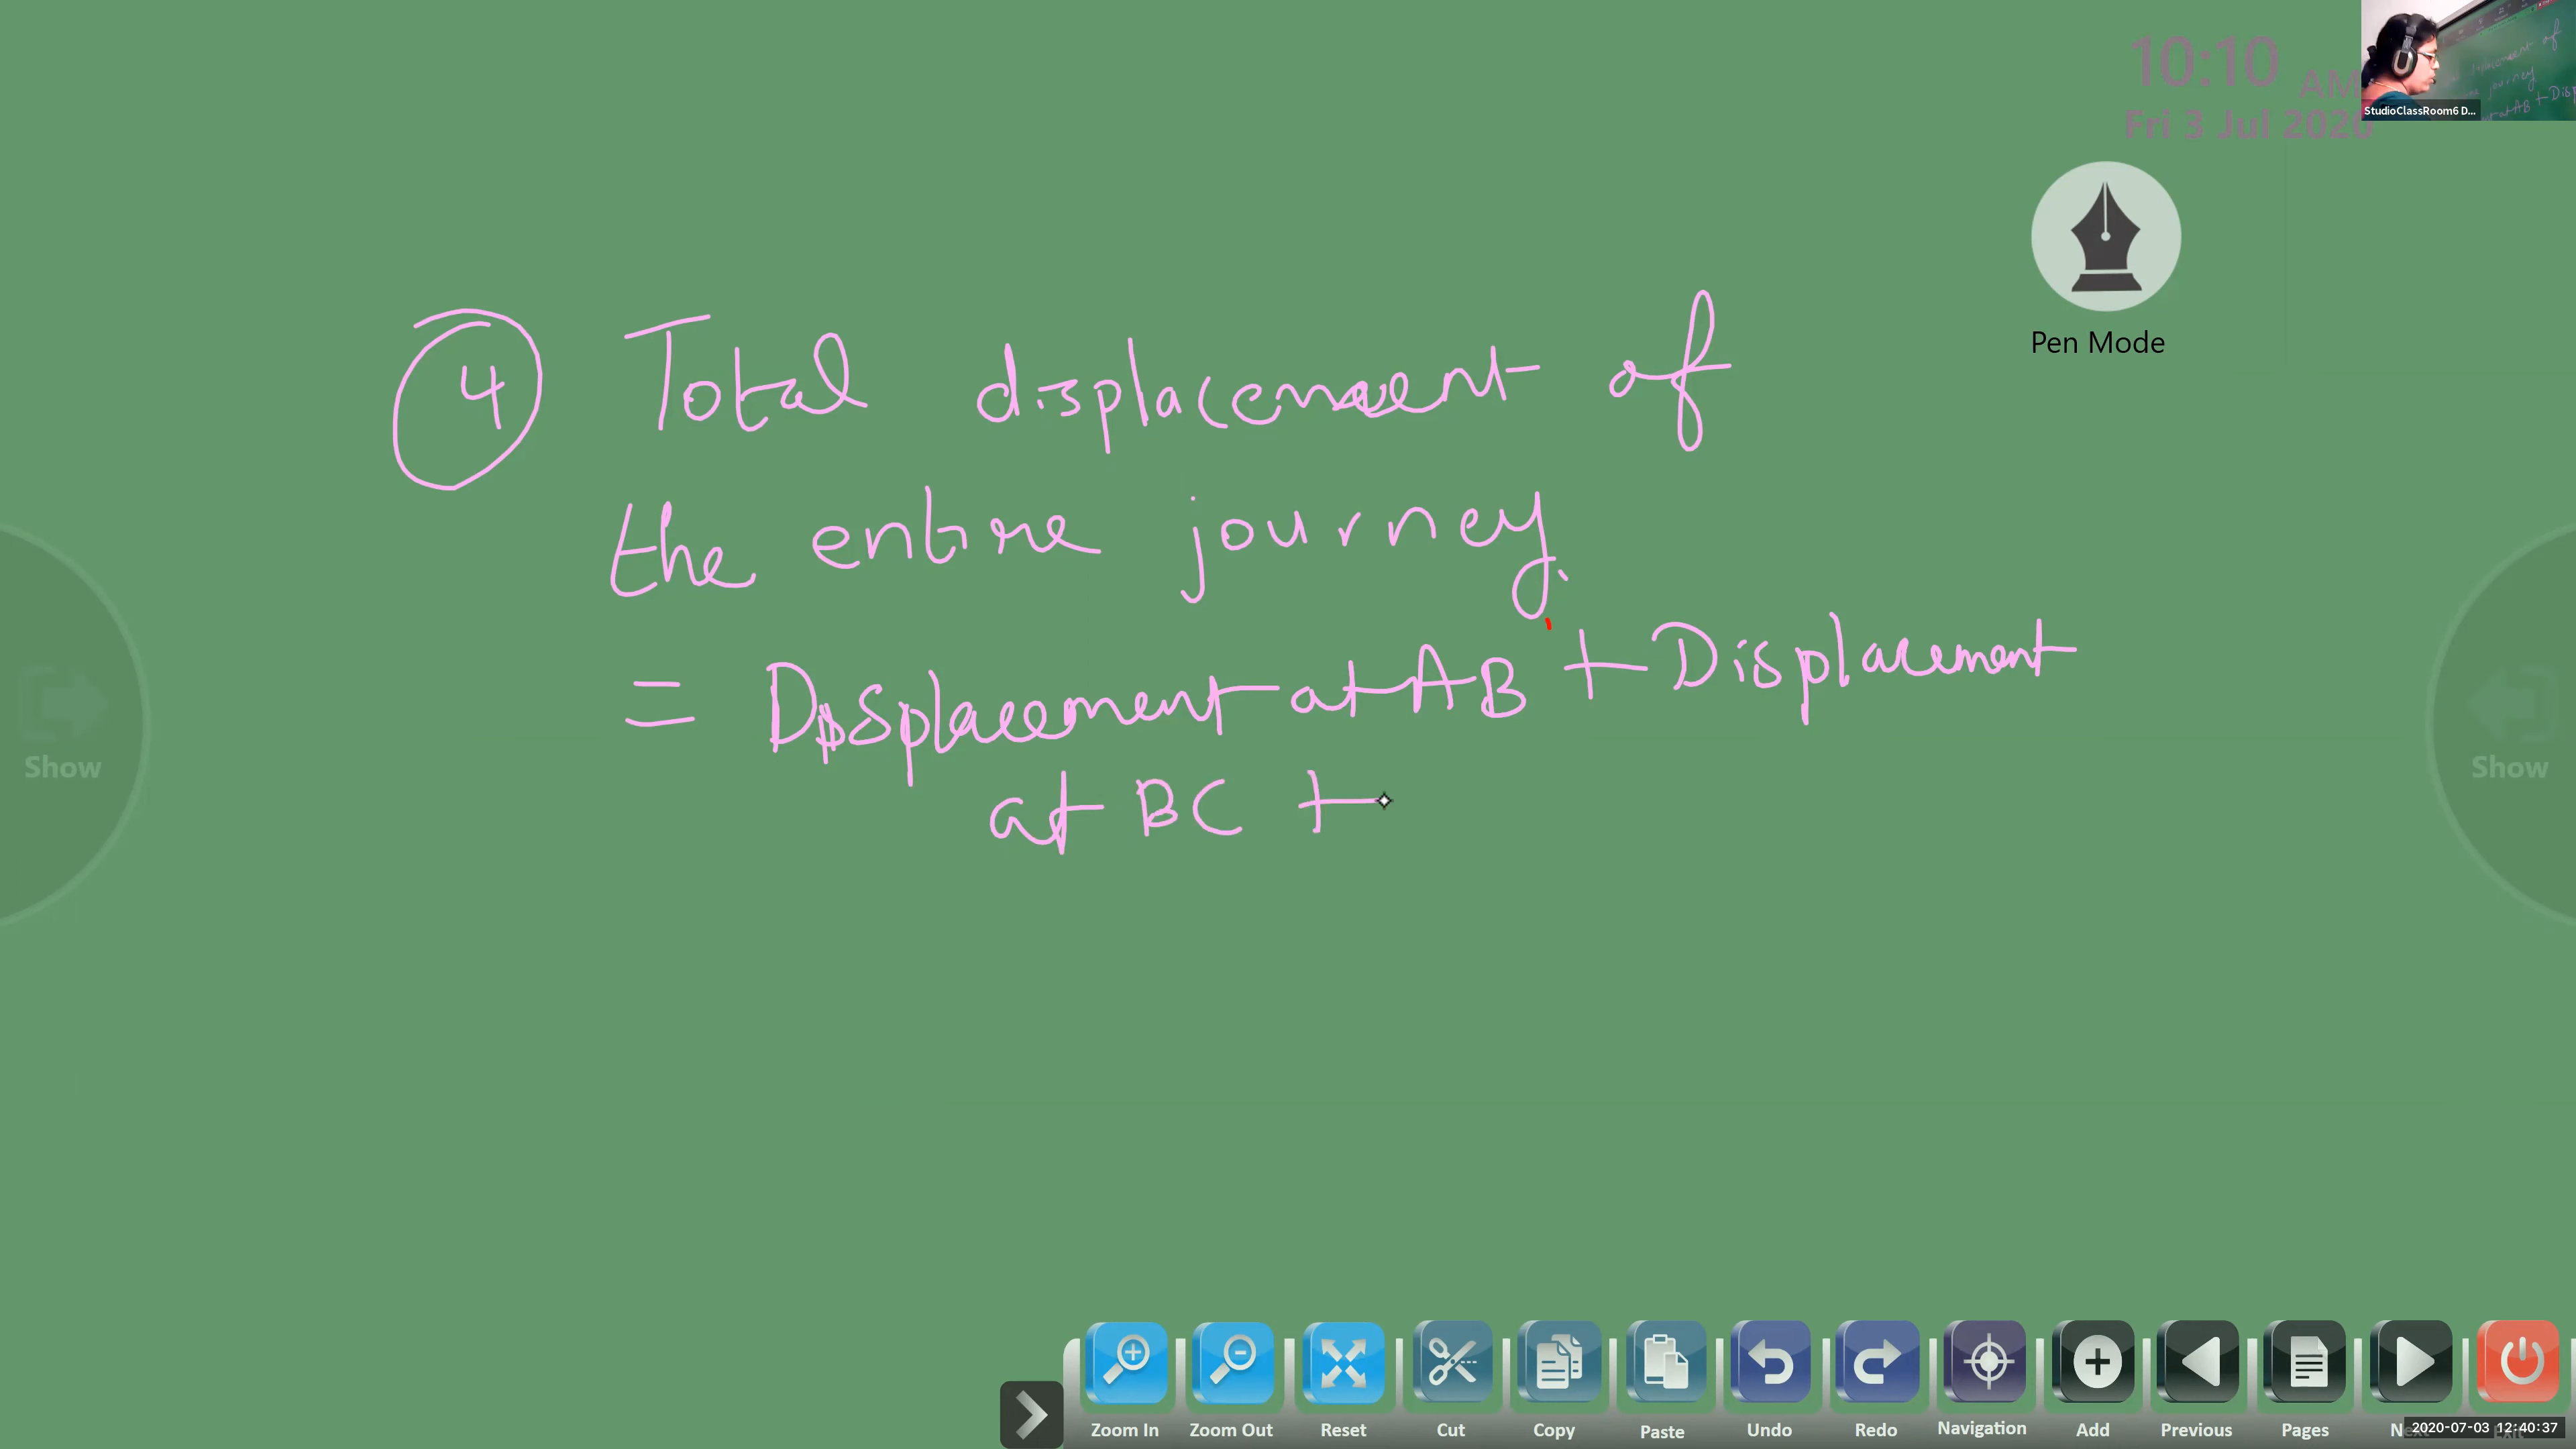 10:10 AM
Fri 3 Jul 2020
StudioClassRoom6 D...
Pen Mode
4 Total displacement of
the entire journey.
= Displacement at AB + Displacement
at BC +
Show
Show
Zoom In
Zoom Out
Reset
Cut
Copy
Paste
Undo
Redo
Navigation
Add
Previous
Pages
2020-07-03 12:40:37